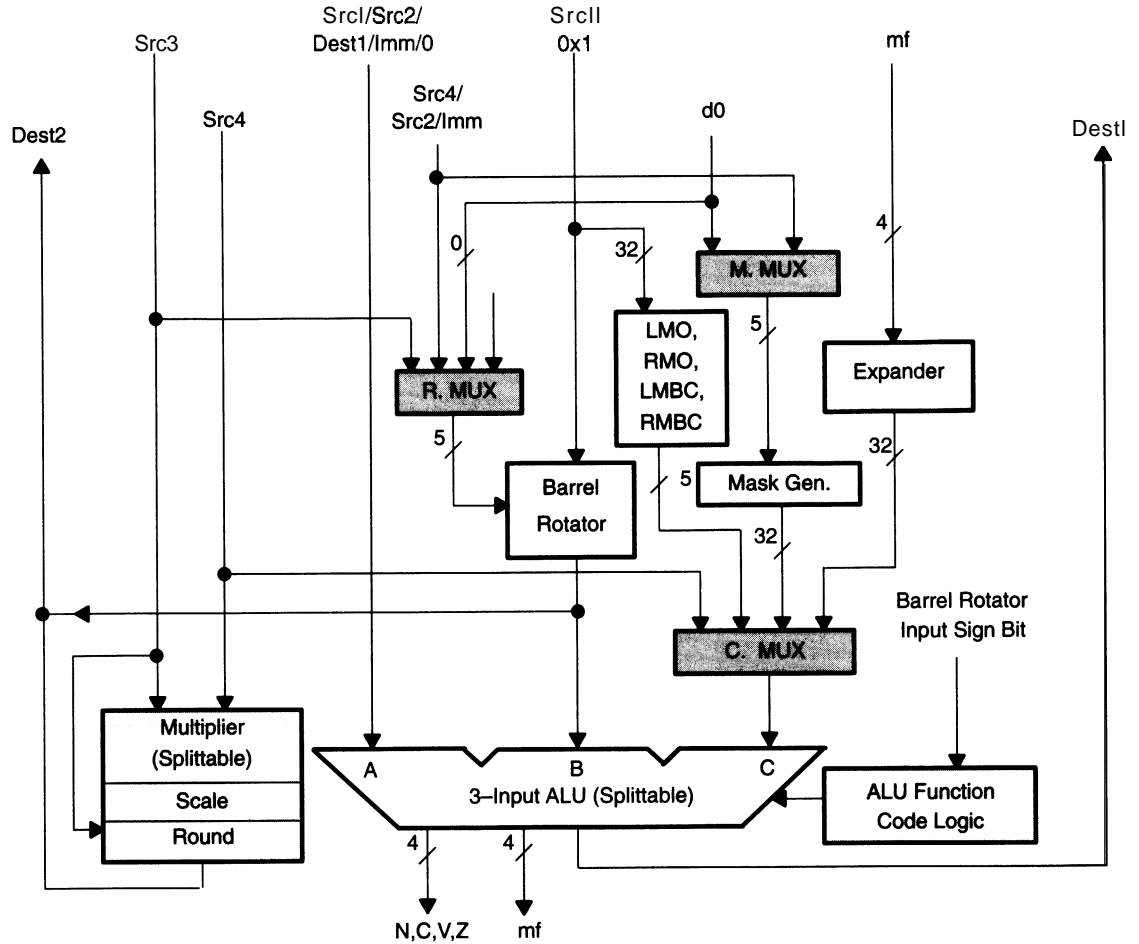 SrcI/Src2/
Dest1/Imm/0
SrcII
0x1
Src3
mf
Src4/
Src2/Imm
d0
Src4
Dest2
DestI
4
0
32
M. MUX
LMO,
RMO,
LMBC,
RMBC
5
Expander
R. MUX
5
32
Barrel
Rotator
5
Mask Gen.
32
Barrel Rotator
Input Sign Bit
C. MUX
Multiplier
(Splittable)
Scale
Round
A
B
C
3–Input ALU (Splittable)
ALU Function
Code Logic
4
4
N,C,V,Z
mf